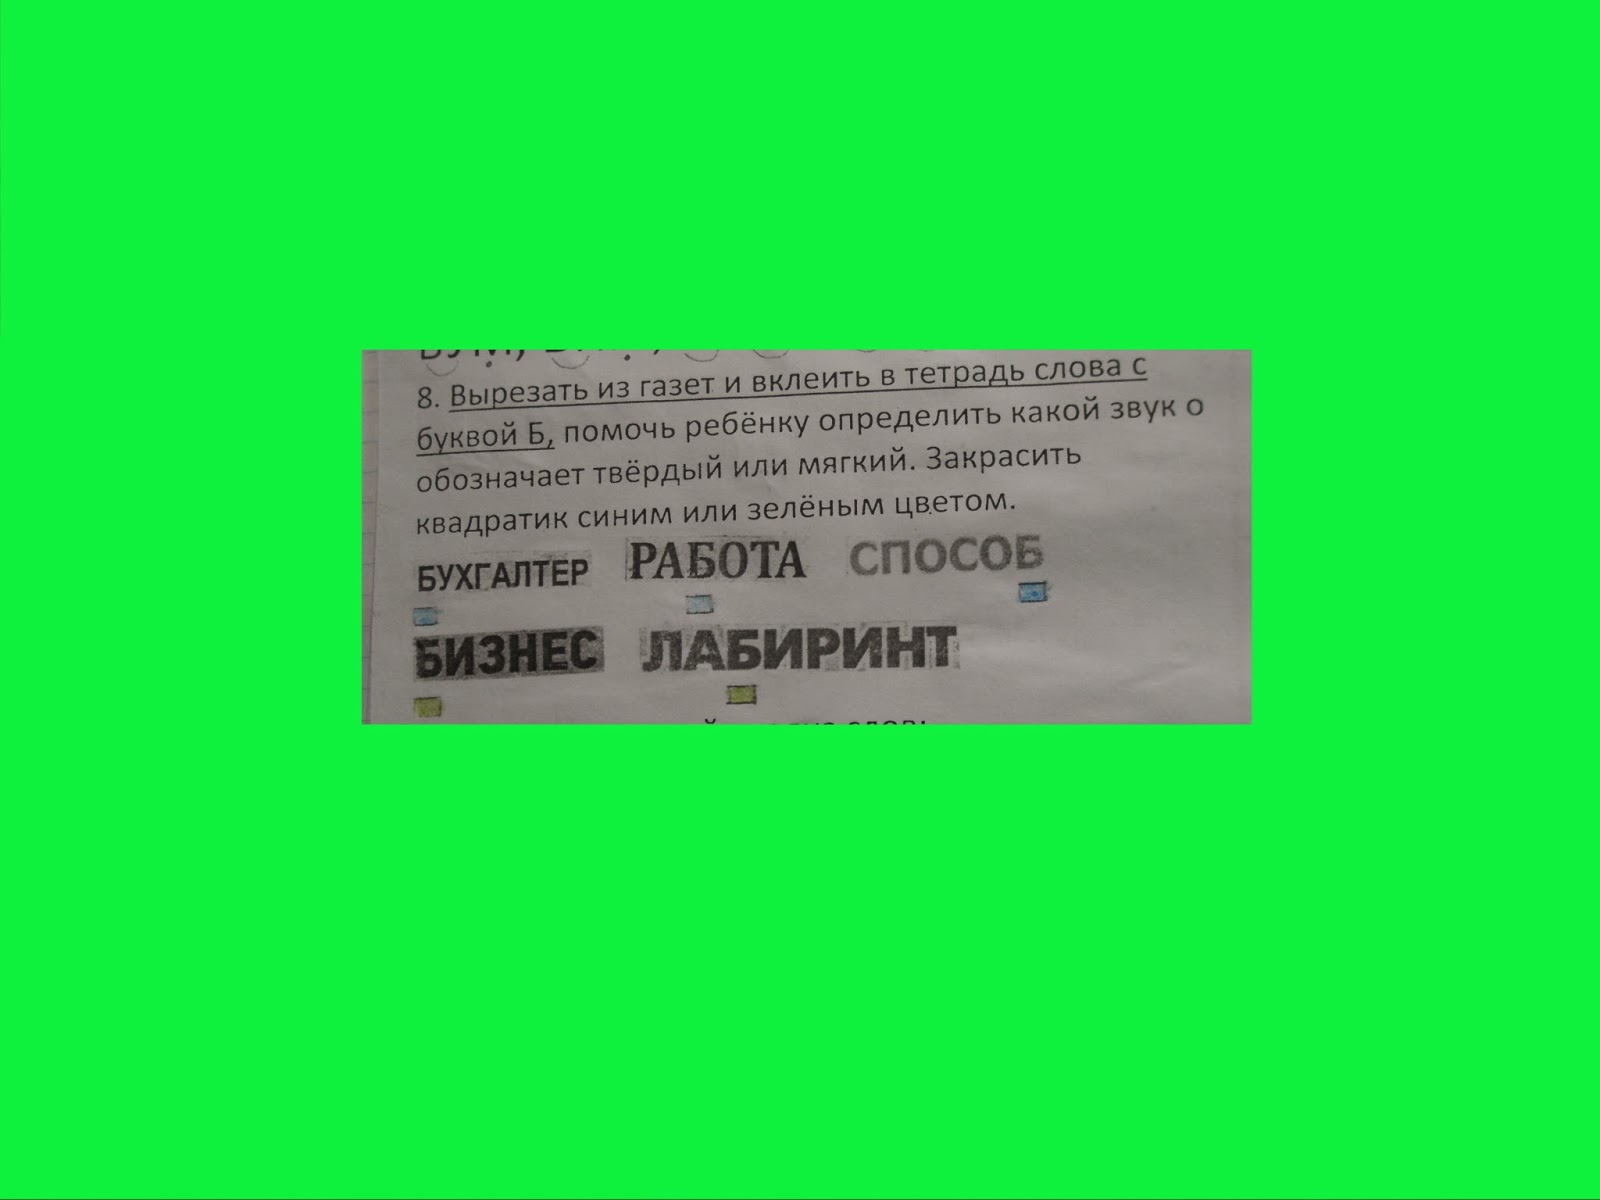 8. Вырезать из газет и вклеить в тетрадь слова с
буквой Б, помочь ребёнку определить какой звук о
обозначает твёрдый или мягкий. Закрасить
квадратик синим или зелёным цветом.
БУХГАЛТЕР РАБОТА СПОСОБ
БИЗНЕС ЛАБИРИНТ